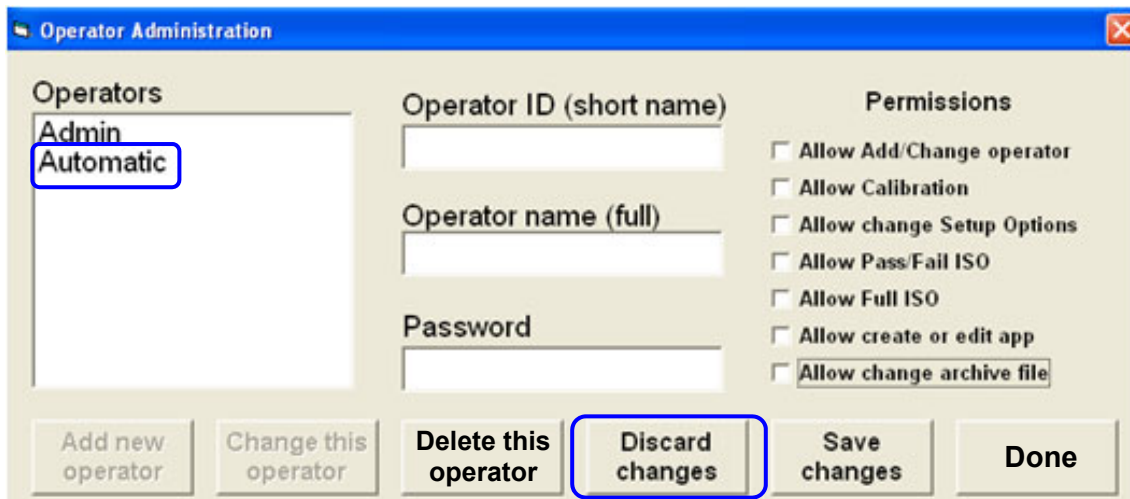 Operator Administration
Operators
Admin
Automatic
Operator ID (short name)
Operator name (full)
Password
Permissions
Allow Add/Change operator
Allow Calibration
Allow change Setup Options
Allow Pass/Fail ISO
Allow Full ISO
Allow create or edit app
Allow change archive file
Add new
operator
Change this
operator
Delete this
operator
Discard
changes
Save
changes
Done